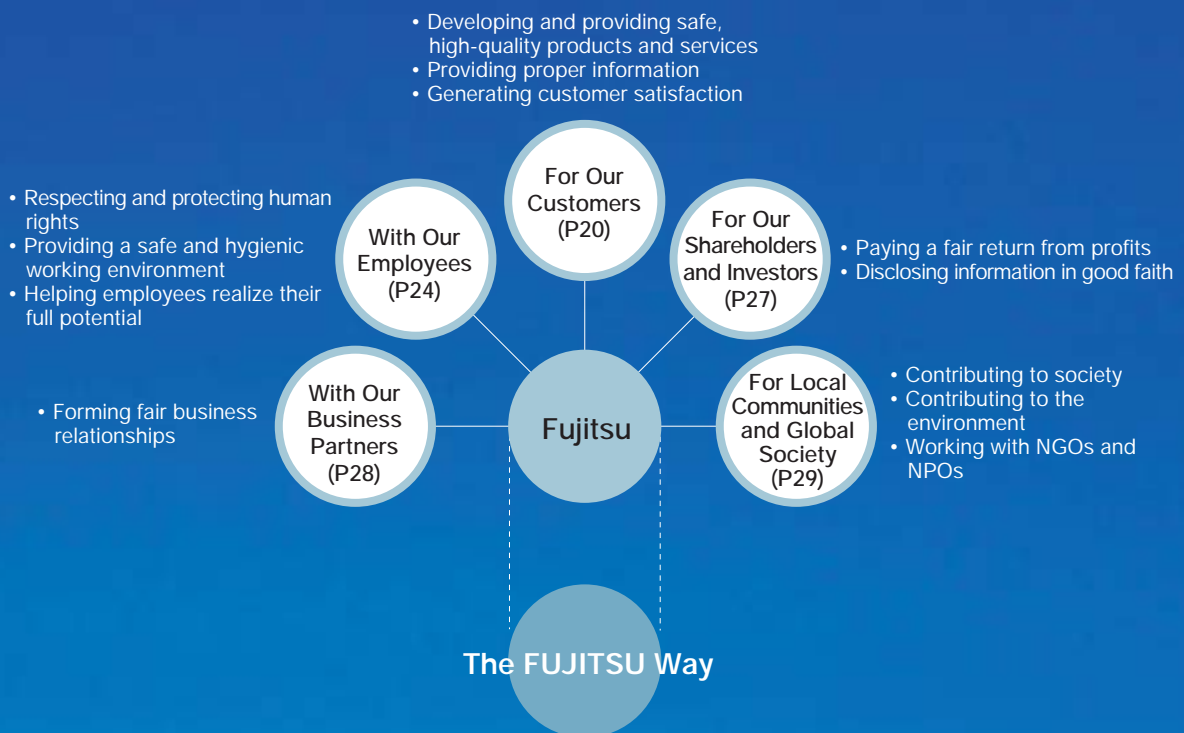 • Developing and providing safe,
high-quality products and services
• Providing proper information
• Generating customer satisfaction
For Our
Customers
(P20)
• Respecting and protecting human
rights
• Providing a safe and hygienic
working environment
• Helping employees realize their
full potential
With Our
Employees
(P24)
For Our
Shareholders
and Investors
(P27)
• Paying a fair return from profits
• Disclosing information in good faith
• Forming fair business
relationships
With Our
Business
Partners
(P28)
Fujitsu
For Local
Communities
and Global
Society
(P29)
• Contributing to society
• Contributing to the
environment
• Working with NGOs and
NPOs
The FUJITSU Way